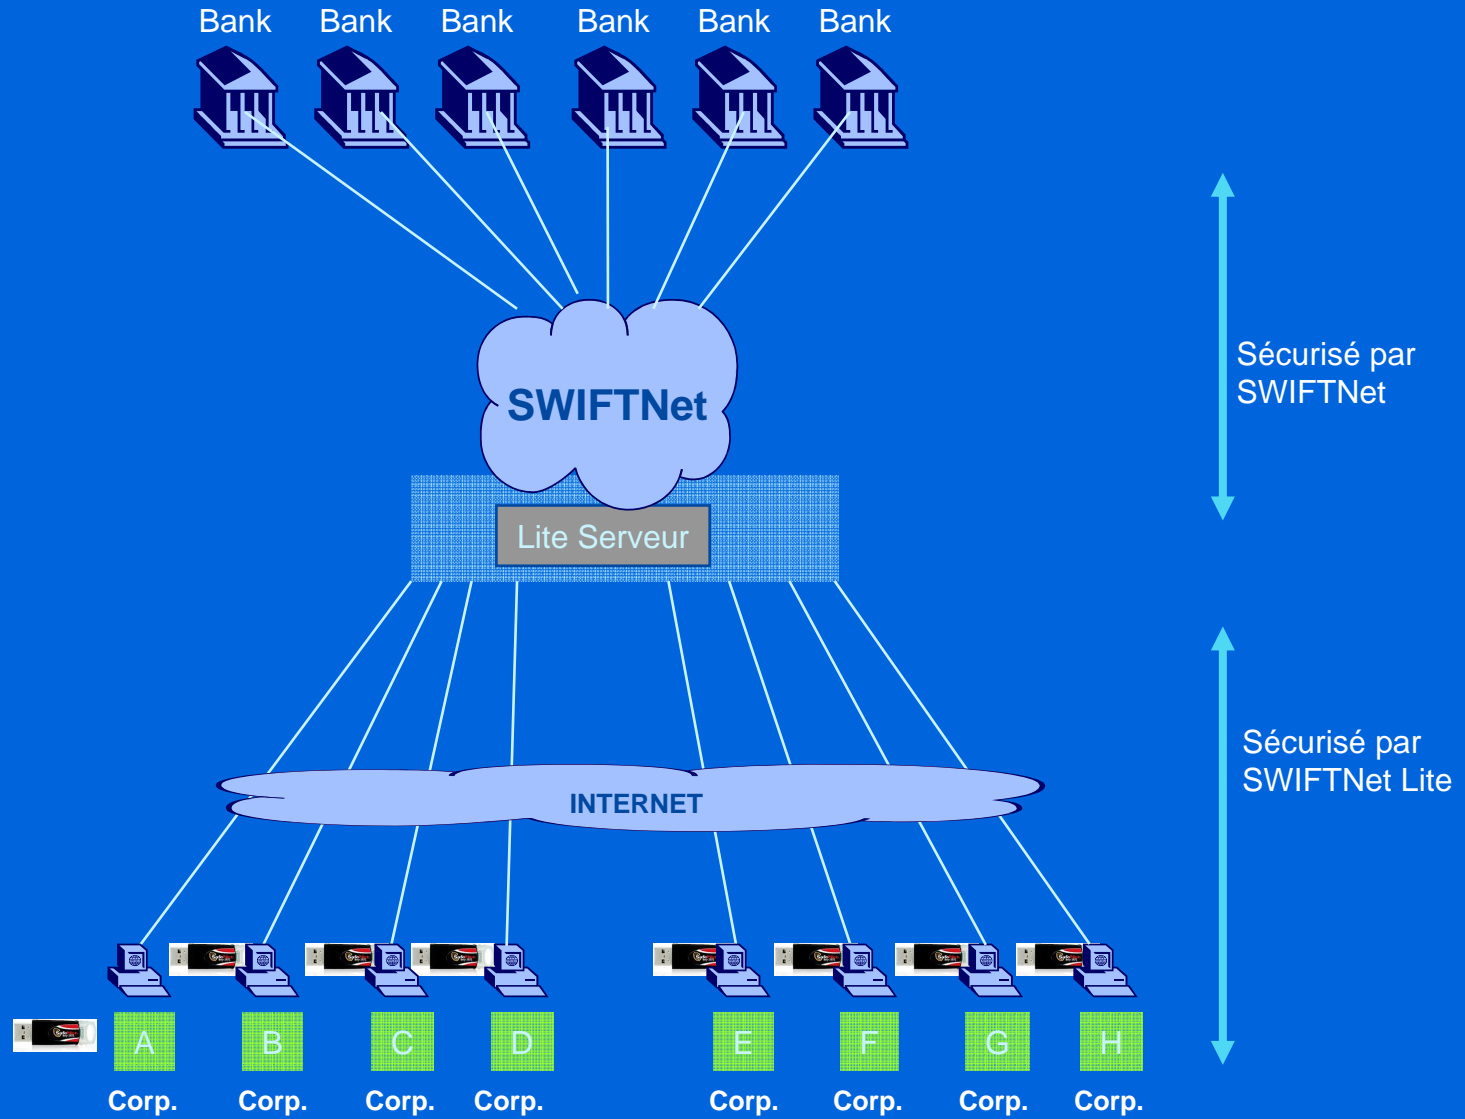 Bank Bank Bank Bank Bank Bank
Sécurisé par
SWIFTNet
SWIFTNet
Lite Serveur
Sécurisé par
SWIFTNet Lite
INTERNET
A B C D E F G H
Corp. Corp. Corp. Corp. Corp. Corp. Corp. Corp.